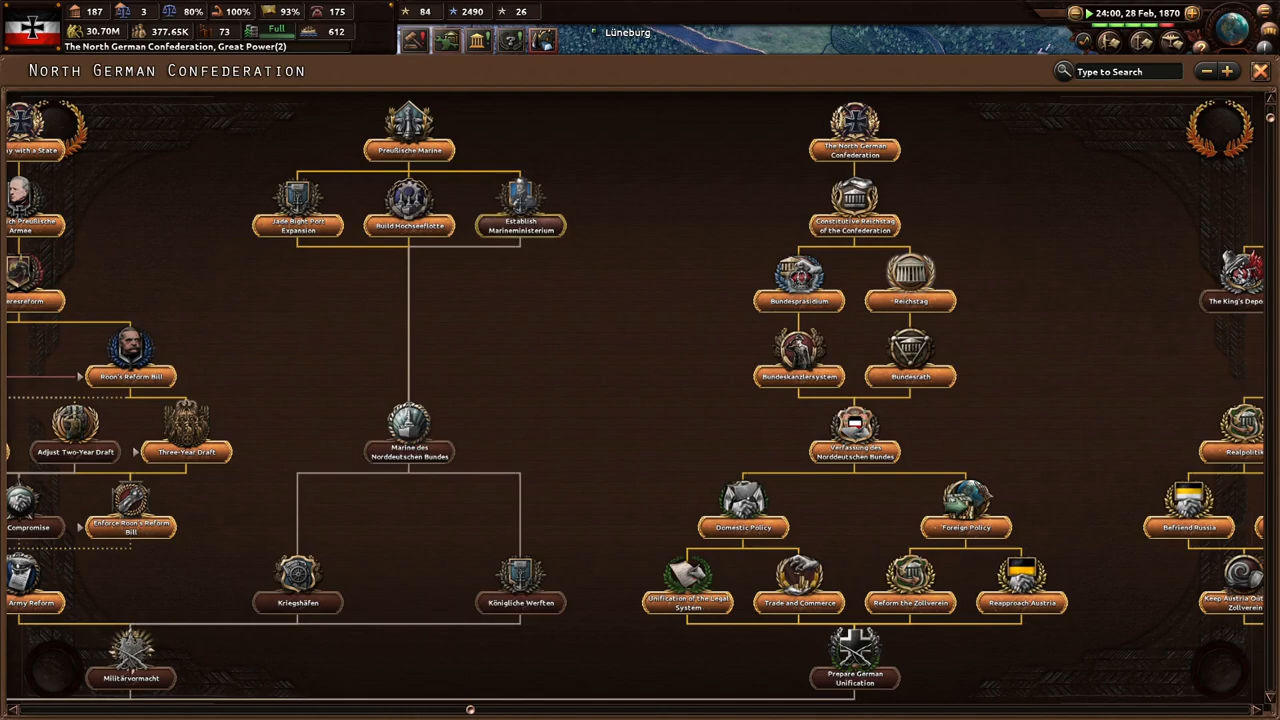 187
3
80%
100%
93%
175
84
2490
26
24:00, 28 Feb, 1870
30.70M
377.65K
73
Full
612
The North German Confederation, Great Power(2)
Lüneburg
North German Confederation
Type to Search
y with a State
Preußische Marine
The North German
Confederation
ch Preußische
Armee
Jade Bight Port
Expansion
Build Hochseeflotte
Establish
Marineministerium
Constitutive Reichstag
of the Confederation
eresreform
Bundespräsidium
Reichstag
The King's Depo
Roon's Reform Bill
Bundeskanzlersystem
Bundesrath
Adjust Two-Year Draft
Three-Year Draft
Marine des
Norddeutschen Bundes
Verfassung des
Norddeutschen Bundes
Realpolitik
Compromise
Enforce Roon's Reform
Bill
Domestic Policy
Foreign Policy
Befriend Russia
Army Reform
Kriegshäfen
Königliche Werften
Unification of the Legal
System
Trade and Commerce
Reform the Zollverein
Reapproach Austria
Keep Austria Out
Zollverein
Militärvormacht
Prepare German
Unification